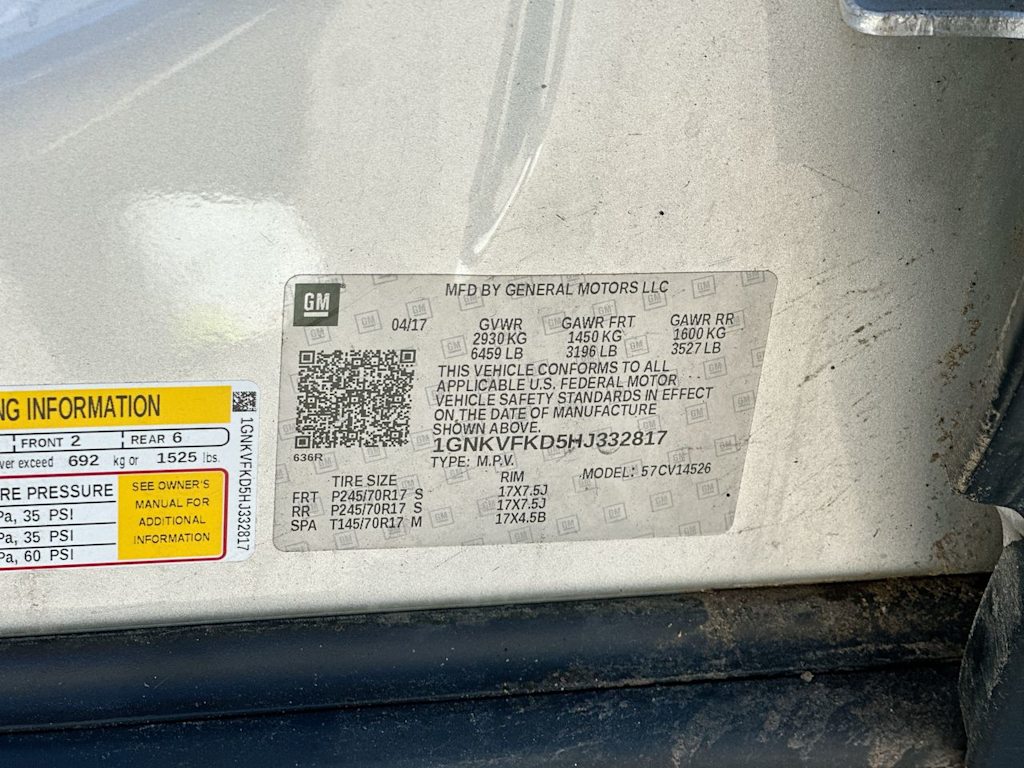 GM
MFD BY GENERAL MOTORS LLC
04/17
GVWR GAWR FRT GAWR RR
2930 KG 1450 KG 1600 KG
6459 LB 3196 LB 3527 LB
THIS VEHICLE CONFORMS TO ALL
APPLICABLE U.S. FEDERAL MOTOR
VEHICLE SAFETY STANDARDS IN EFFECT
ON THE DATE OF MANUFACTURE
SHOWN ABOVE.
1GNKVFKD5HJ332817
636R
TYPE: M.P.V. MODEL: 57CV14526
TIRE SIZE RIM
FRT P245/70R17 S 17X7.5J
RR P245/70R17 S 17X7.5J
SPA T145/70R17 M 17X4.5B
NG INFORMATION
FRONT 2 REAR 6
ver exceed 692 kg or 1525 lbs.
RE PRESSURE
Pa, 35 PSI
Pa, 35 PSI
Pa, 60 PSI
SEE OWNER'S
MANUAL FOR
ADDITIONAL
INFORMATION
1GNKVFKD5HJ332817